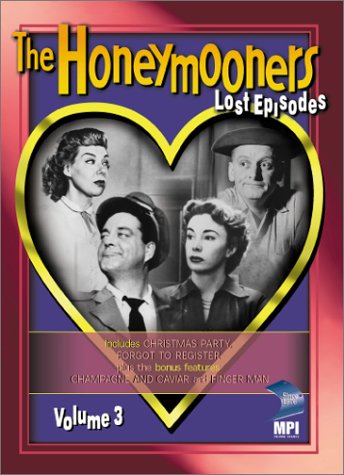 The Honeymooners
Lost Episodes
Includes CHRISTMAS PARTY,
FORGOT TO REGISTER,
plus the bonus features
CHAMPAGNE AND CAVIAR and FINGER MAN
Volume 3
MPI